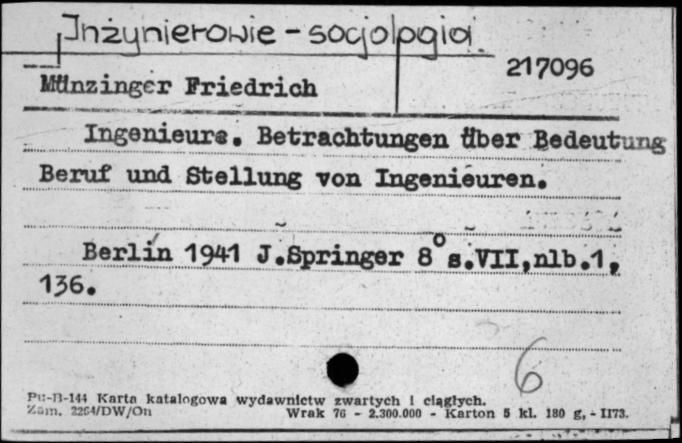 Inżynierowie - socjologia
217096
Münzinger Friedrich
Ingenieure. Betrachtungen über Bedeutung
Beruf und Stellung von Ingenieuren.
Berlin 1941 J.Springer 8° s.VII,nlb.1,
136.
6
Pu-B-144 Karta katalogowa wydawnictw zwartych i ciągłych.
Zam. 2264/DW/Oń Wrak 76 - 2.300.000 - Karton 5 kl. 180 g, - II73.